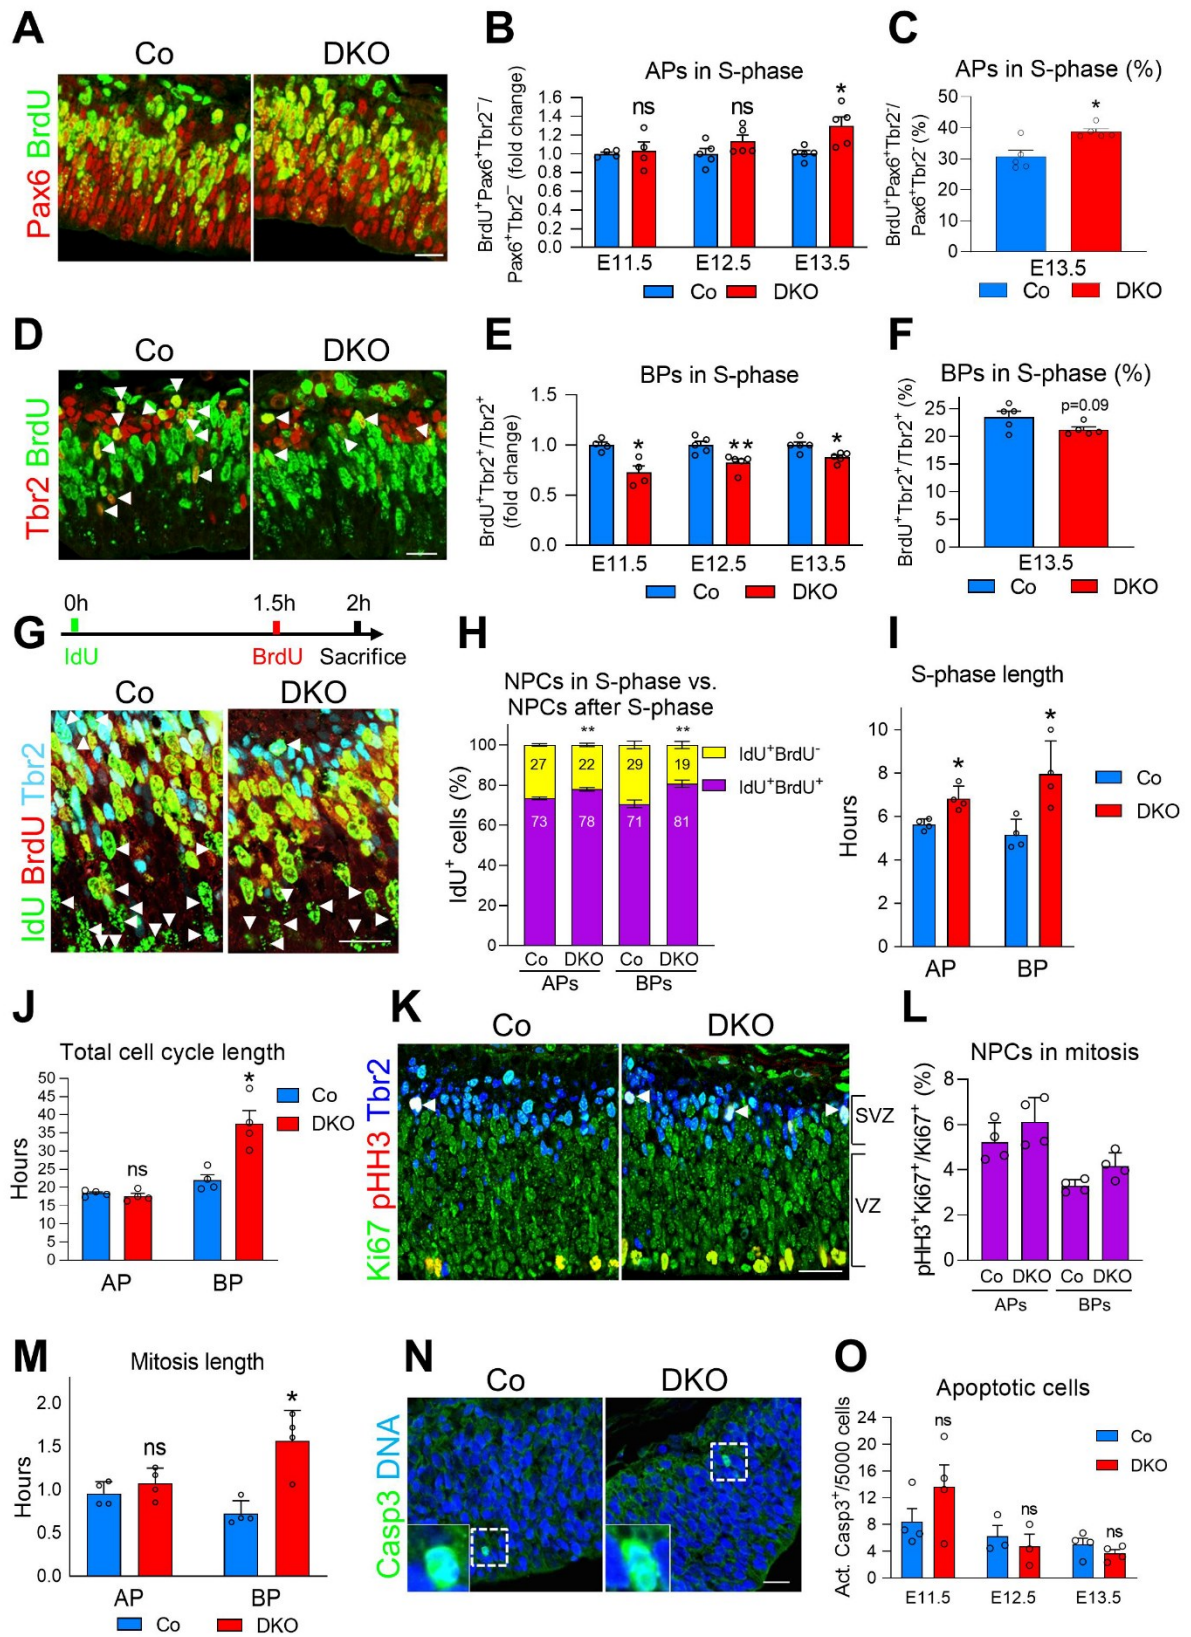 A
Co
DKO
Pax6 BrdU
B
APs in S-phase
BrdU⁺Pax6⁺Tbr2⁻/
Pax6⁺Tbr2⁻ (fold change)
1.6
1.4
1.2
1.0
0.8
0.6
0.4
0.2
0.0
ns
ns
*
E11.5
E12.5
E13.5
Co
DKO
C
APs in S-phase (%)
BrdU⁺Pax6⁺Tbr2⁻/
Pax6⁺Tbr2⁻ (%)
50
40
30
20
10
0
*
E13.5
Co
DKO
D
Co
DKO
Tbr2 BrdU
E
BPs in S-phase
BrdU⁺Tbr2⁺/Tbr2⁺
(fold change)
1.5
1.0
0.5
0.0
*
**
*
E11.5
E12.5
E13.5
Co
DKO
F
BPs in S-phase (%)
BrdU⁺Tbr2⁺/Tbr2⁺ (%)
25
20
15
10
5
0
p=0.09
E13.5
Co
DKO
G
0h
1.5h
2h
IdU
BrdU
Sacrifice
Co
DKO
IdU BrdU Tbr2
H
NPCs in S-phase vs.
NPCs after S-phase
IdU⁺ cells (%)
100
80
60
40
20
0
**
**
27
22
29
19
73
78
71
81
IdU⁺BrdU⁻
IdU⁺BrdU⁺
Co
DKO
Co
DKO
APs
BPs
I
S-phase length
Hours
10
8
6
4
2
0
*
*
Co
DKO
AP
BP
J
Total cell cycle length
Hours
50
45
40
35
30
25
20
15
10
5
0
ns
*
Co
DKO
AP
BP
K
Co
DKO
Ki67 pHH3 Tbr2
SVZ
VZ
L
NPCs in mitosis
pHH3⁺Ki67⁺/Ki67⁺ (%)
8
6
4
2
0
Co
DKO
Co
DKO
APs
BPs
M
Mitosis length
Hours
2.0
1.5
1.0
0.5
0.0
ns
*
AP
BP
Co
DKO
N
Co
DKO
Casp3 DNA
O
Apoptotic cells
Act. Casp3⁺/5000 cells
24
20
16
12
8
4
0
ns
ns
ns
Co
DKO
E11.5
E12.5
E13.5